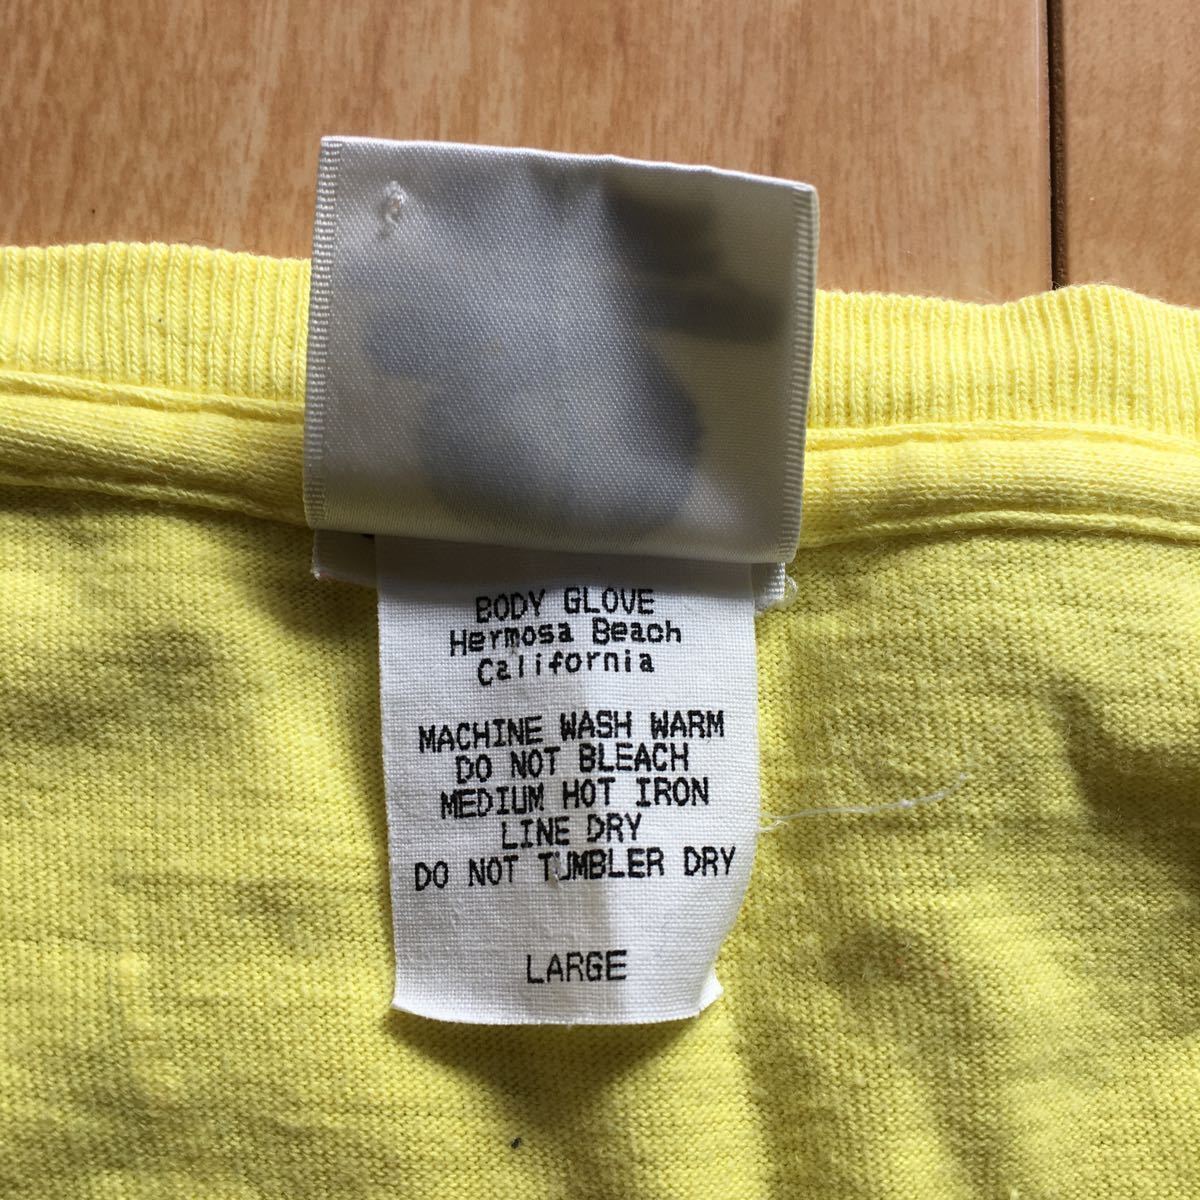 BODY GLOVE
Hermosa Beach
California
MACHINE WASH WARM
DO NOT BLEACH
MEDIUM HOT IRON
LINE DRY
DO NOT TUMBLER DRY
LARGE